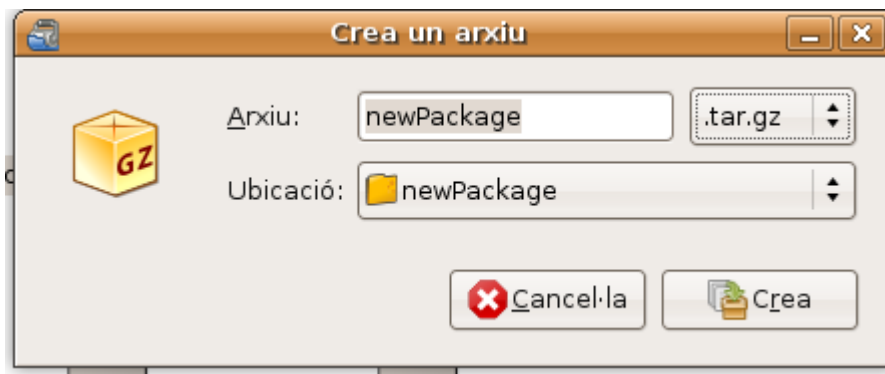 Crea un arxiu
GZ
Arxiu: newPackage .tar.gz
Ubicació: newPackage
Cancel·la Crea